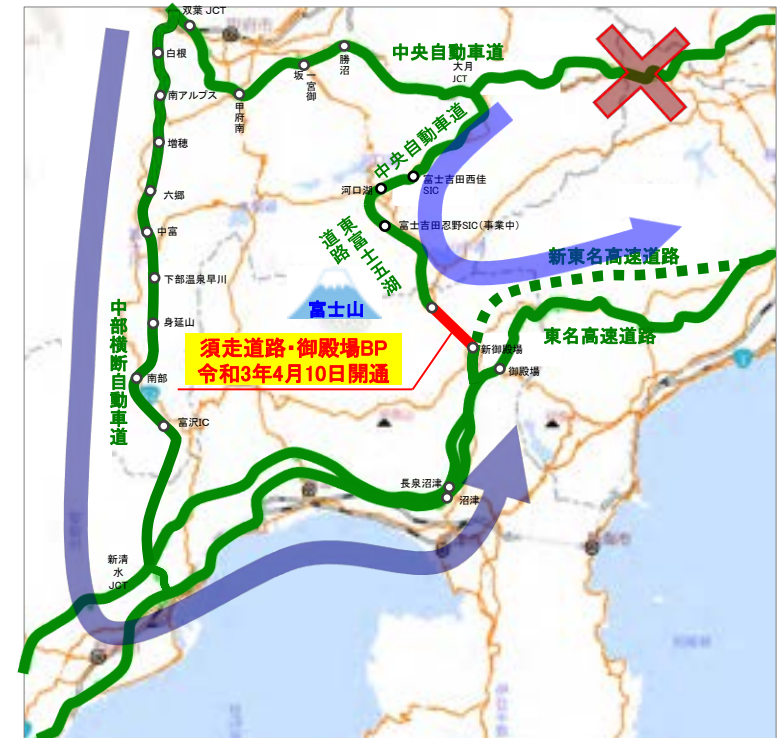 双葉 JCT
白根
南アルプス
増穂
六郷
中富
下部温泉早川
身延山
南部
富沢IC
中部横断自動車道
新清水JCT
甲府南
一宮御坂
勝沼
中央自動車道
大月JCT
中央自動車道
河口湖
富士吉田西佳SIC
富士吉田忍野SIC(事業中)
東富士五湖道路
富士山
新東名高速道路
東名高速道路
須走道路・御殿場BP
令和3年4月10日開通
新御殿場
御殿場
長泉沼津
沼津